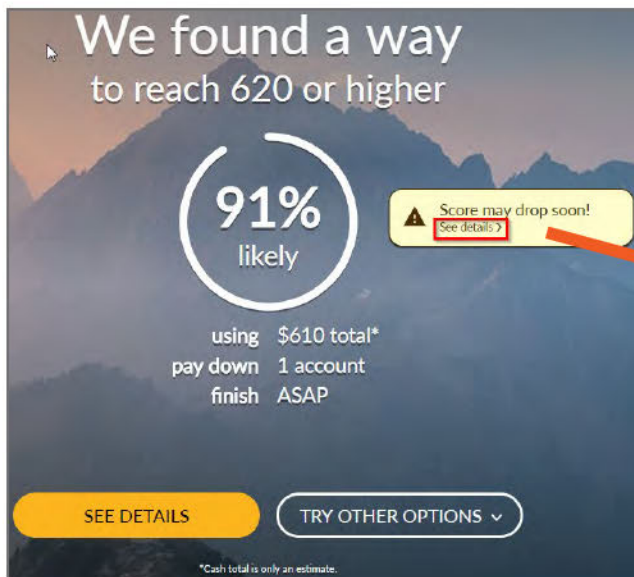 We found a way
to reach 620 or higher
91%
likely
Score may drop soon!
See details >
using $610 total*
pay down 1 account
finish ASAP
SEE DETAILS
TRY OTHER OPTIONS
*Cash total is only an estimate.